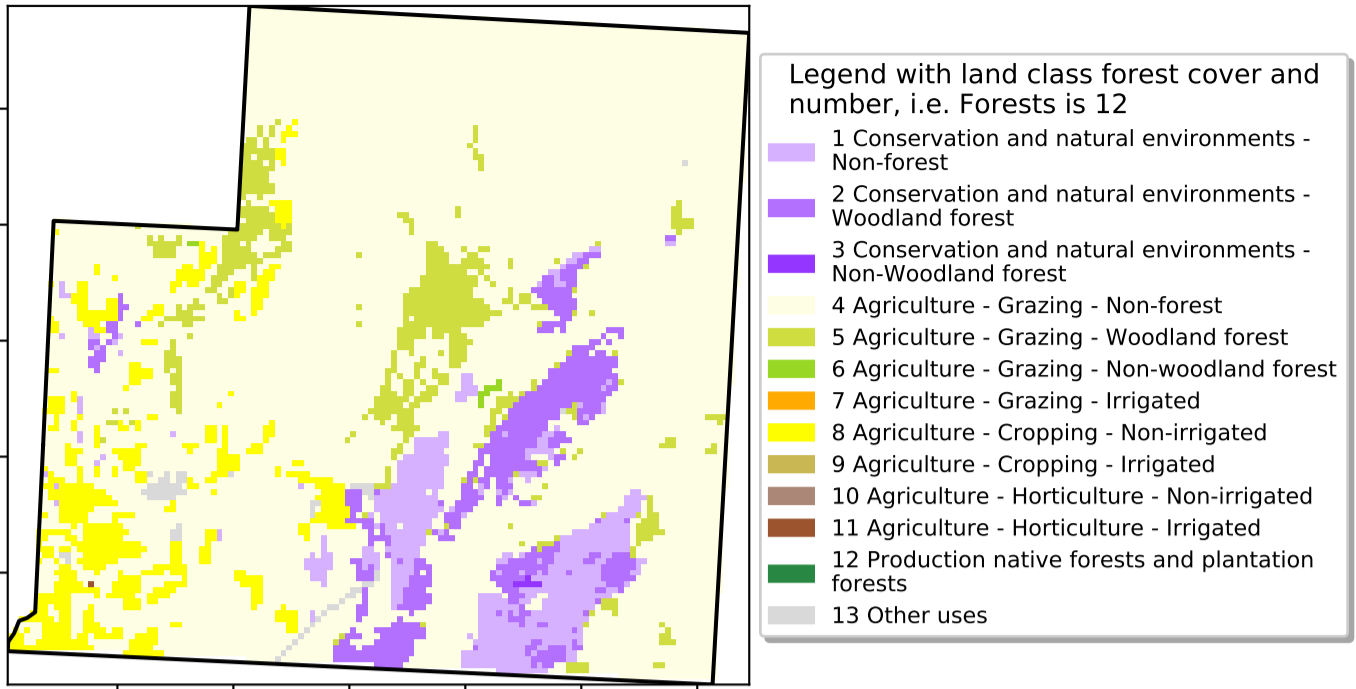 Legend with land class forest cover and
number, i.e. Forests is 12
1 Conservation and natural environments -
Non-forest
2 Conservation and natural environments -
Woodland forest
3 Conservation and natural environments -
Non-Woodland forest
4 Agriculture - Grazing - Non-forest
5 Agriculture - Grazing - Woodland forest
6 Agriculture - Grazing - Non-woodland forest
7 Agriculture - Grazing - Irrigated
8 Agriculture - Cropping - Non-irrigated
9 Agriculture - Cropping - Irrigated
10 Agriculture - Horticulture - Non-irrigated
11 Agriculture - Horticulture - Irrigated
12 Production native forests and plantation
forests
13 Other uses